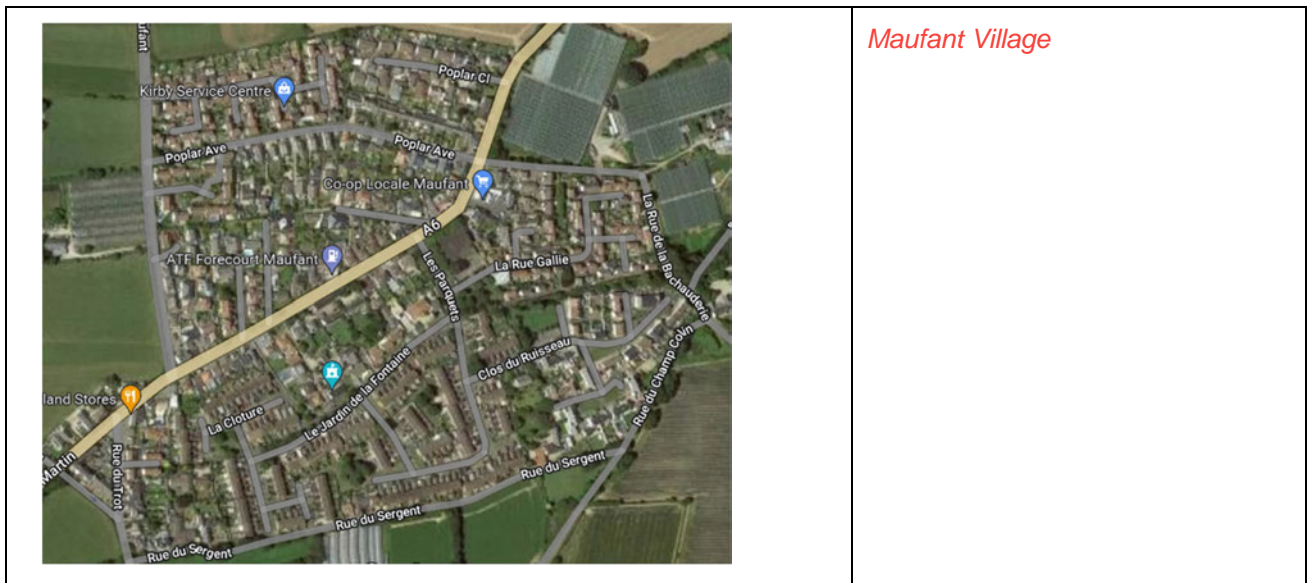 Maufant Village
ufant
Poplar Cl
Kirby Service Centre
Poplar Ave
Poplar Ave
Co-op Locale Maufant
A6
La Rue de la Bachauderie
ATF Forecourt Maufant
Les Parquets
La Rue Gallie
Clos du Ruisseau
Rue du Champ Colin
land Stores
La Cloture
Le Jardin de la Fontaine
Martin
Rue du Trot
Rue du Sergent
Rue du Sergent
Rue du Sergent